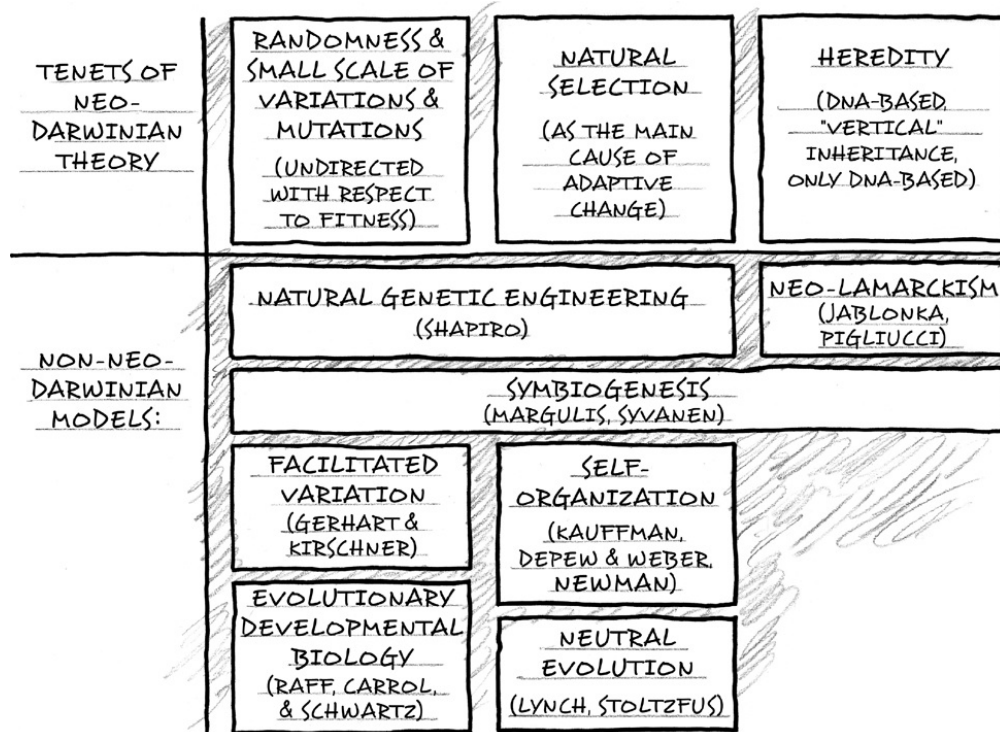 TENETS OF
NEO-
DARWINIAN
THEORY
RANDOMNESS &
SMALL SCALE OF
VARIATIONS &
MUTATIONS
(UNDIRECTED
WITH RESPECT
TO FITNESS)
NATURAL
SELECTION
(AS THE MAIN
CAUSE OF
ADAPTIVE
CHANGE)
HEREDITY
(DNA-BASED,
"VERTICAL"
INHERITANCE,
ONLY DNA-BASED)
NON-NEO-
DARWINIAN
MODELS:
NATURAL GENETIC ENGINEERING
(SHAPIRO)
NEO-LAMARCKISM
(JABLONKA,
PIGLIUCCI)
SYMBIOGENESIS
(MARGULIS, SYVANEN)
FACILITATED
VARIATION
(GERHART &
KIRSCHNER)
SELF-
ORGANIZATION
(KAUFFMAN,
DEPEW & WEBER,
NEWMAN)
EVOLUTIONARY
DEVELOPMENTAL
BIOLOGY
(RAFF, CARROL,
& SCHWARTZ)
NEUTRAL
EVOLUTION
(LYNCH, STOLTZFUS)